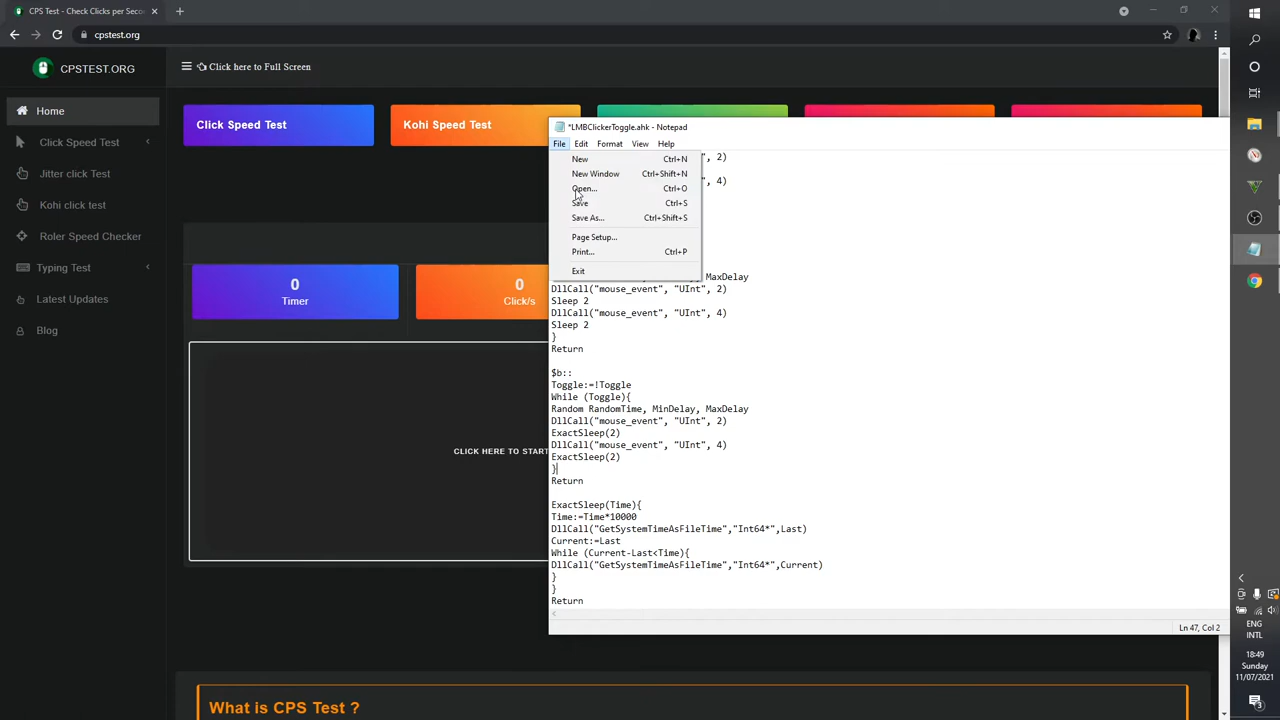 CPS Test - Check Clicks per Seco
cpstest.org
CPSTEST.ORG
Click here to Full Screen
Home
Click Speed Test
Jitter click Test
Kohi click test
Roler Speed Checker
Typing Test
Latest Updates
Blog
Click Speed Test
Kohi Speed Test
0
Timer
0
Click/s
CLICK HERE TO START
What is CPS Test ?
*LMBClickerToggle.ahk - Notepad
File Edit Format View Help
New Ctrl+N
New Window Ctrl+Shift+N
Open... Ctrl+O
Save Ctrl+S
Save As... Ctrl+Shift+S
Page Setup...
Print... Ctrl+P
Exit
", 2)
", 4)
, MaxDelay
DllCall("mouse_event", "UInt", 2)
Sleep 2
DllCall("mouse_event", "UInt", 4)
Sleep 2
}
Return
$b::
Toggle:=!Toggle
While (Toggle){
Random RandomTime, MinDelay, MaxDelay
DllCall("mouse_event", "UInt", 2)
ExactSleep(2)
DllCall("mouse_event", "UInt", 4)
ExactSleep(2)
}
Return
ExactSleep(Time){
Time:=Time*10000
DllCall("GetSystemTimeAsFileTime","Int64*",Last)
Current:=Last
While (Current-Last<Time){
DllCall("GetSystemTimeAsFileTime","Int64*",Current)
}
}
Return
Ln 47, Col 2
ENG
INTL
18:49
Sunday
11/07/2021
3